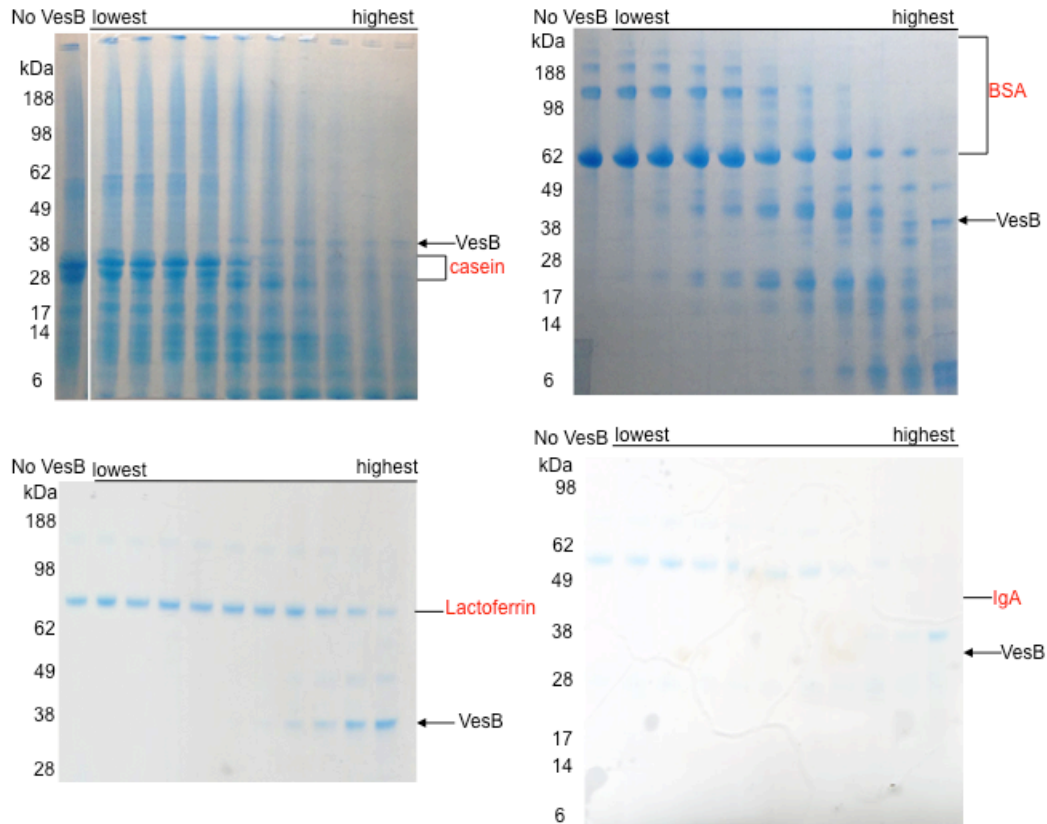 No VesB lowest highest
kDa
188
98
62
49
38
28
17
14
6
VesB
casein
No VesB lowest highest
kDa
188
98
62
49
38
28
17
14
6
BSA
VesB
No VesB lowest highest
kDa
188
98
62
49
38
28
Lactoferrin
VesB
No VesB lowest highest
kDa
98
62
49
38
28
17
14
6
IgA
VesB